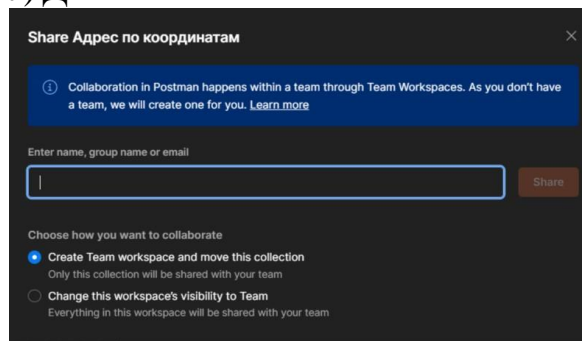 Share Адрес по координатам
Collaboration in Postman happens within a team through Team Workspaces. As you don't have
a team, we will create one for you. Learn more
Enter name, group name or email
Share
Choose how you want to collaborate
Create Team workspace and move this collection
Only this collection will be shared with your team
Change this workspace's visibility to Team
Everything in this workspace will be shared with your team